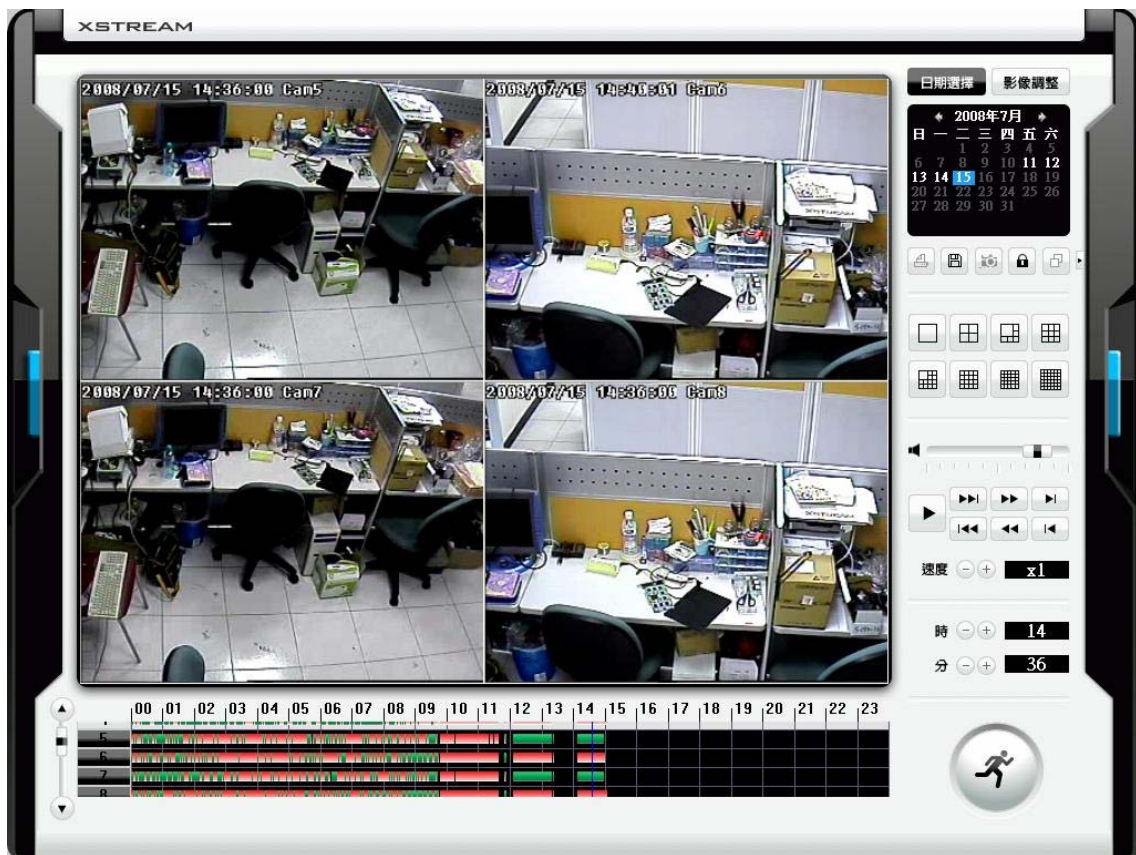 XSTREAM
2008/07/15 14:36:00 Cam5
2008/07/15 14:40:01 Cam6
2008/07/15 14:36:00 Cam7
2008/07/15 14:36:00 Cam8
日期選擇 影像調整
2008年7月
日 一 二 三 四 五 六
1 2 3 4 5
6 7 8 9 10 11 12
13 14 15 16 17 18 19
20 21 22 23 24 25 26
27 28 29 30 31
速度 x1
時 14
分 36
00 01 02 03 04 05 06 07 08 09 10 11 12 13 14 15 16 17 18 19 20 21 22 23
5
6
7
8